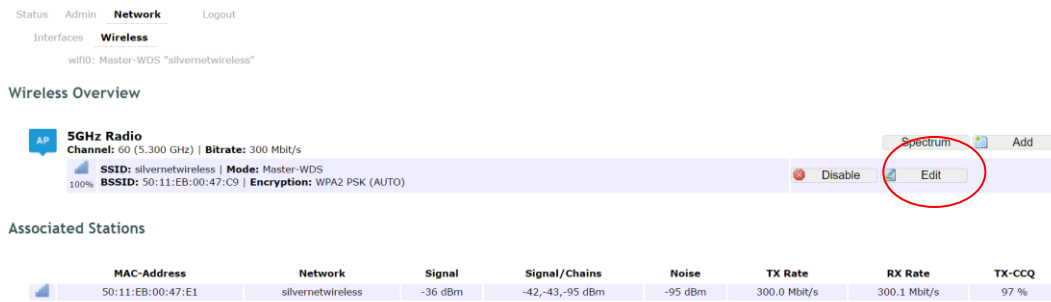 Status Admin Network Logout
Interfaces Wireless
wifi0: Master-WDS "silvernetwireless"
Wireless Overview
AP
5GHz Radio
Channel: 60 (5.300 GHz) | Bitrate: 300 Mbit/s
Spectrum Add
SSID: silvernetwireless | Mode: Master-WDS
100% BSSID: 50:11:EB:00:47:C9 | Encryption: WPA2 PSK (AUTO)
Disable Edit
Associated Stations
MAC-Address Network Signal Signal/Chains Noise TX Rate RX Rate TX-CCQ
50:11:EB:00:47:E1 silvernetwireless -36 dBm -42,-43,-95 dBm -95 dBm 300.0 Mbit/s 300.1 Mbit/s 97 %